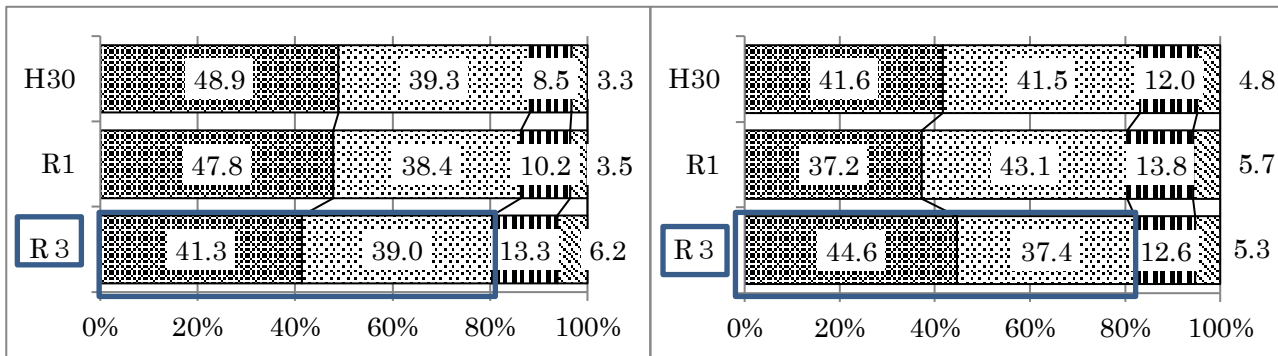 H30 48.9 39.3 8.5 3.3
R1 47.8 38.4 10.2 3.5
R 3 41.3 39.0 13.3 6.2
0% 20% 40% 60% 80% 100%
H30 41.6 41.5 12.0 4.8
R1 37.2 43.1 13.8 5.7
R 3 44.6 37.4 12.6 5.3
0% 20% 40% 60% 80% 100%